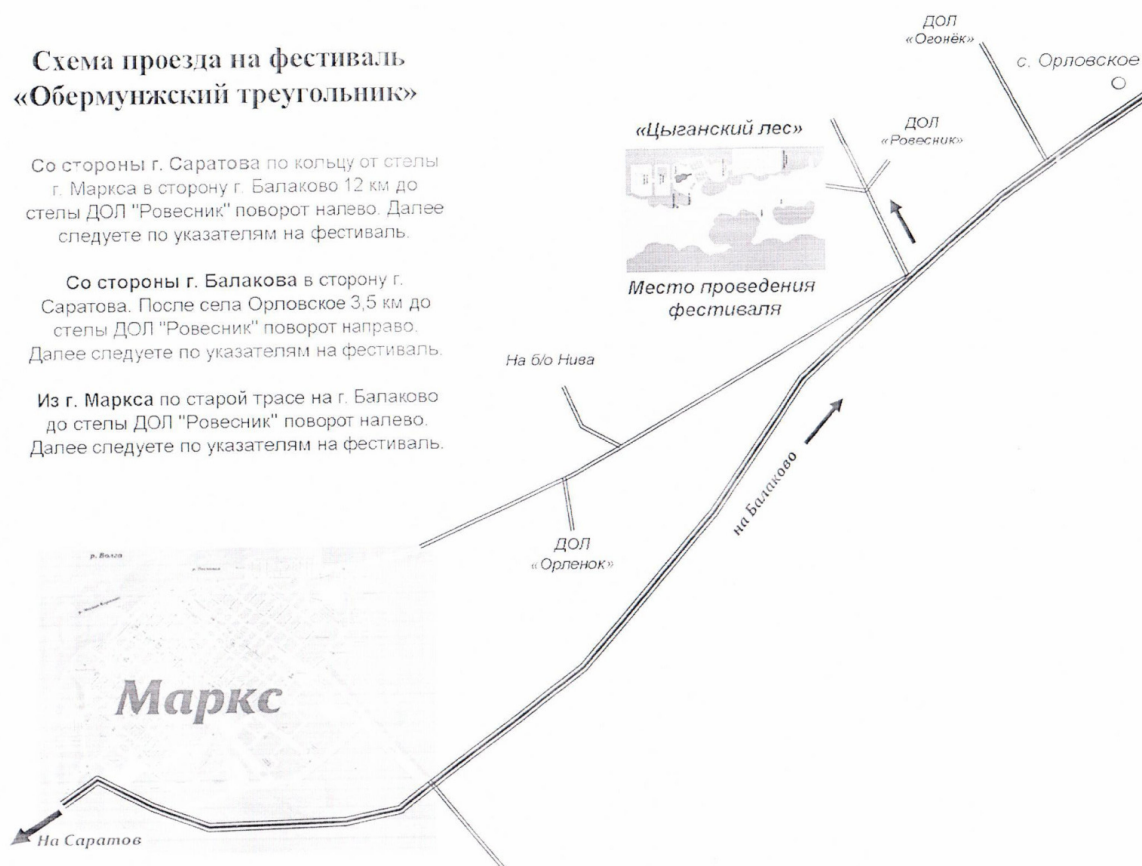 Схема проезда на фестиваль
«Обермунжский треугольник»
Со стороны г. Саратова по кольцу от стелы
г. Маркса в сторону г. Балаково 12 км до
стелы ДОЛ "Ровесник" поворот налево. Далее
следуете по указателям на фестиваль.
Со стороны г. Балакова в сторону г.
Саратова. После села Орловское 3,5 км до
стелы ДОЛ "Ровесник" поворот направо.
Далее следуете по указателям на фестиваль.
Из г. Маркса по старой трасе на г. Балаково
до стелы ДОЛ "Ровесник" поворот налево.
Далее следуете по указателям на фестиваль.
ДОЛ
«Огонёк»
с. Орловское
«Цыганский лес»
ДОЛ
«Ровесник»
Место проведения
фестиваля
На б/о Нива
на Балаково
ДОЛ
«Орленок»
р. Волга
Маркс
На Саратов